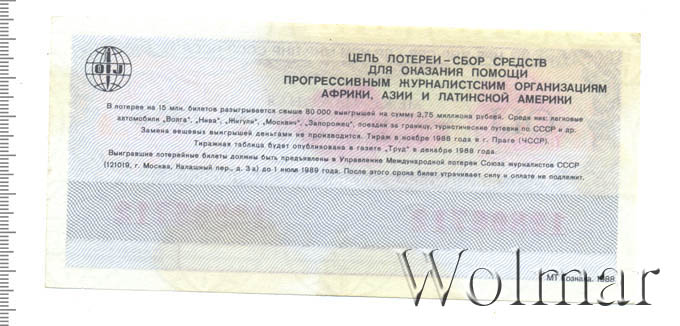 OIJ
ЦЕЛЬ ЛОТЕРЕИ – СБОР СРЕДСТВ
ДЛЯ ОКАЗАНИЯ ПОМОЩИ
ПРОГРЕССИВНЫМ ЖУРНАЛИСТСКИМ ОРГАНИЗАЦИЯМ
АФРИКИ, АЗИИ И ЛАТИНСКОЙ АМЕРИКИ
В лотерее на 15 млн. билетов разыгрывается свыше 80 000 выигрышей на сумму 3,75 миллиона рублей. Среди них: легковые
автомобили „Волга", „Нива", „Жигули", „Москвич", „Запорожец", поездки за границу, туристические путевки по СССР и др.
Замена вещевых выигрышей деньгами не производится. Тираж в ноябре 1988 года в г. Праге (ЧССР).
Тиражная таблица будет опубликована в газете „Труд" в декабре 1988 года.
Выигравшие лотерейные билеты должны быть предъявлены в Управление Международной лотереи Союза журналистов СССР
(121019, г. Москва, Калашный пер., д. 3а) до 1 июля 1989 года. После этого срока билет утрачивает силу и оплате не подлежит.
МТ Гознака. 1988
Wolmar